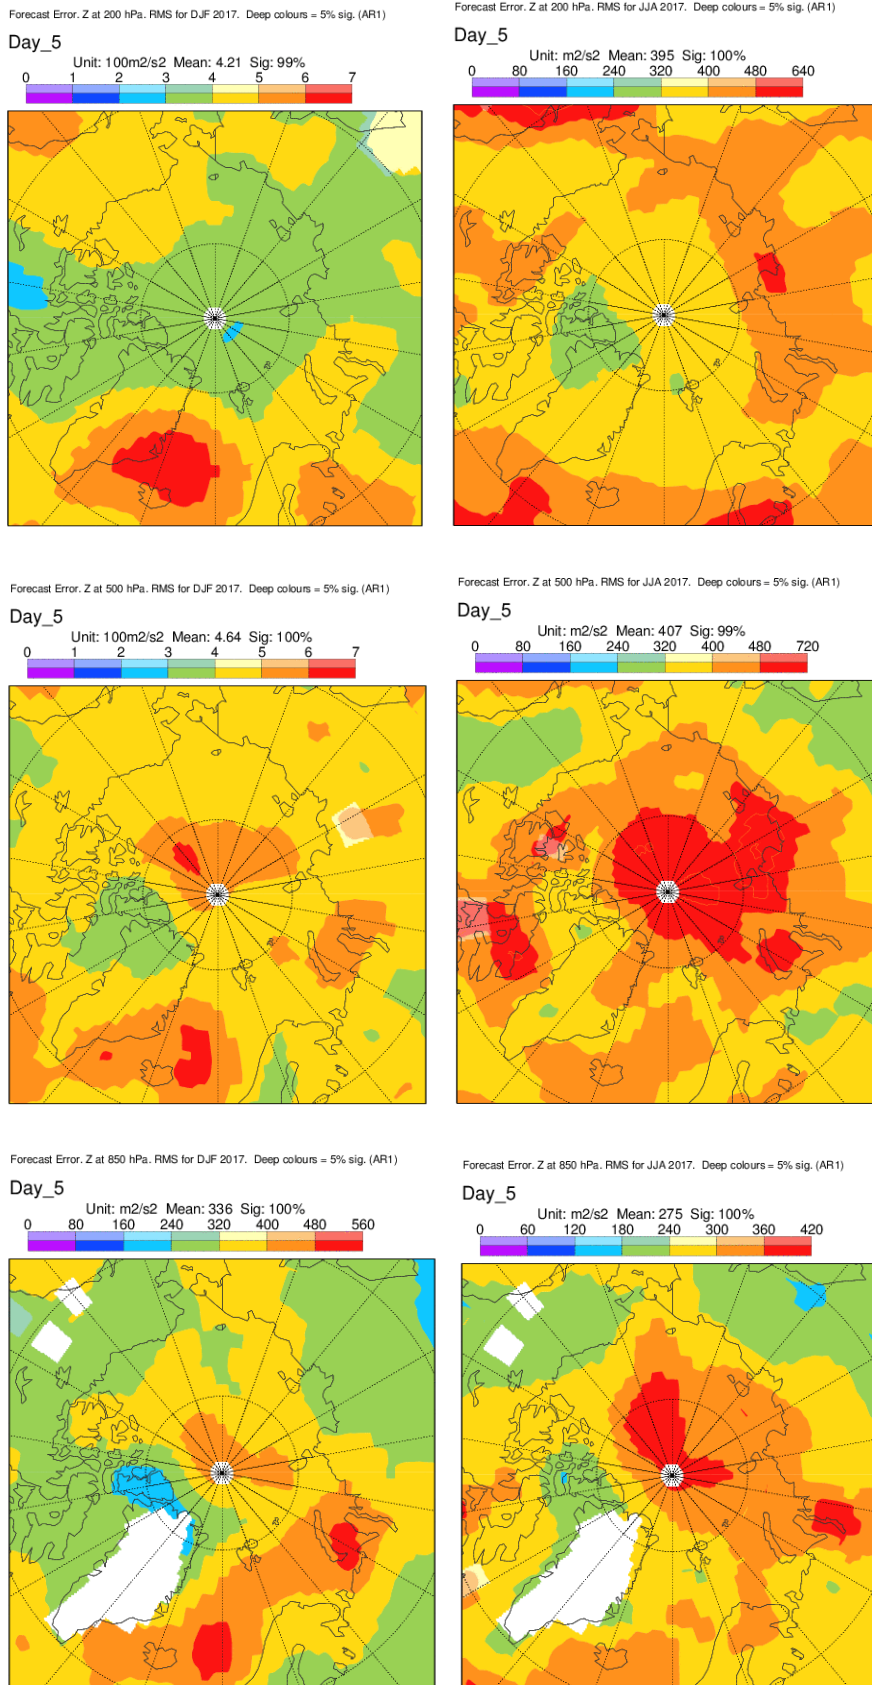 Forecast Error. Z at 200 hPa. RMS for DJF 2017. Deep colours = 5% sig. (AR1)
Day_5
Unit: 100m2/s2 Mean: 4.21 Sig: 99%
0 1 2 3 4 5 6 7
Forecast Error. Z at 200 hPa. RMS for JJA 2017. Deep colours = 5% sig. (AR1)
Day_5
Unit: m2/s2 Mean: 395 Sig: 100%
0 80 160 240 320 400 480 640
Forecast Error. Z at 500 hPa. RMS for DJF 2017. Deep colours = 5% sig. (AR1)
Day_5
Unit: 100m2/s2 Mean: 4.64 Sig: 100%
0 1 2 3 4 5 6 7
Forecast Error. Z at 500 hPa. RMS for JJA 2017. Deep colours = 5% sig. (AR1)
Day_5
Unit: m2/s2 Mean: 407 Sig: 99%
0 80 160 240 320 400 480 720
Forecast Error. Z at 850 hPa. RMS for DJF 2017. Deep colours = 5% sig. (AR1)
Day_5
Unit: m2/s2 Mean: 336 Sig: 100%
0 80 160 240 320 400 480 560
Forecast Error. Z at 850 hPa. RMS for JJA 2017. Deep colours = 5% sig. (AR1)
Day_5
Unit: m2/s2 Mean: 275 Sig: 100%
0 60 120 180 240 300 360 420